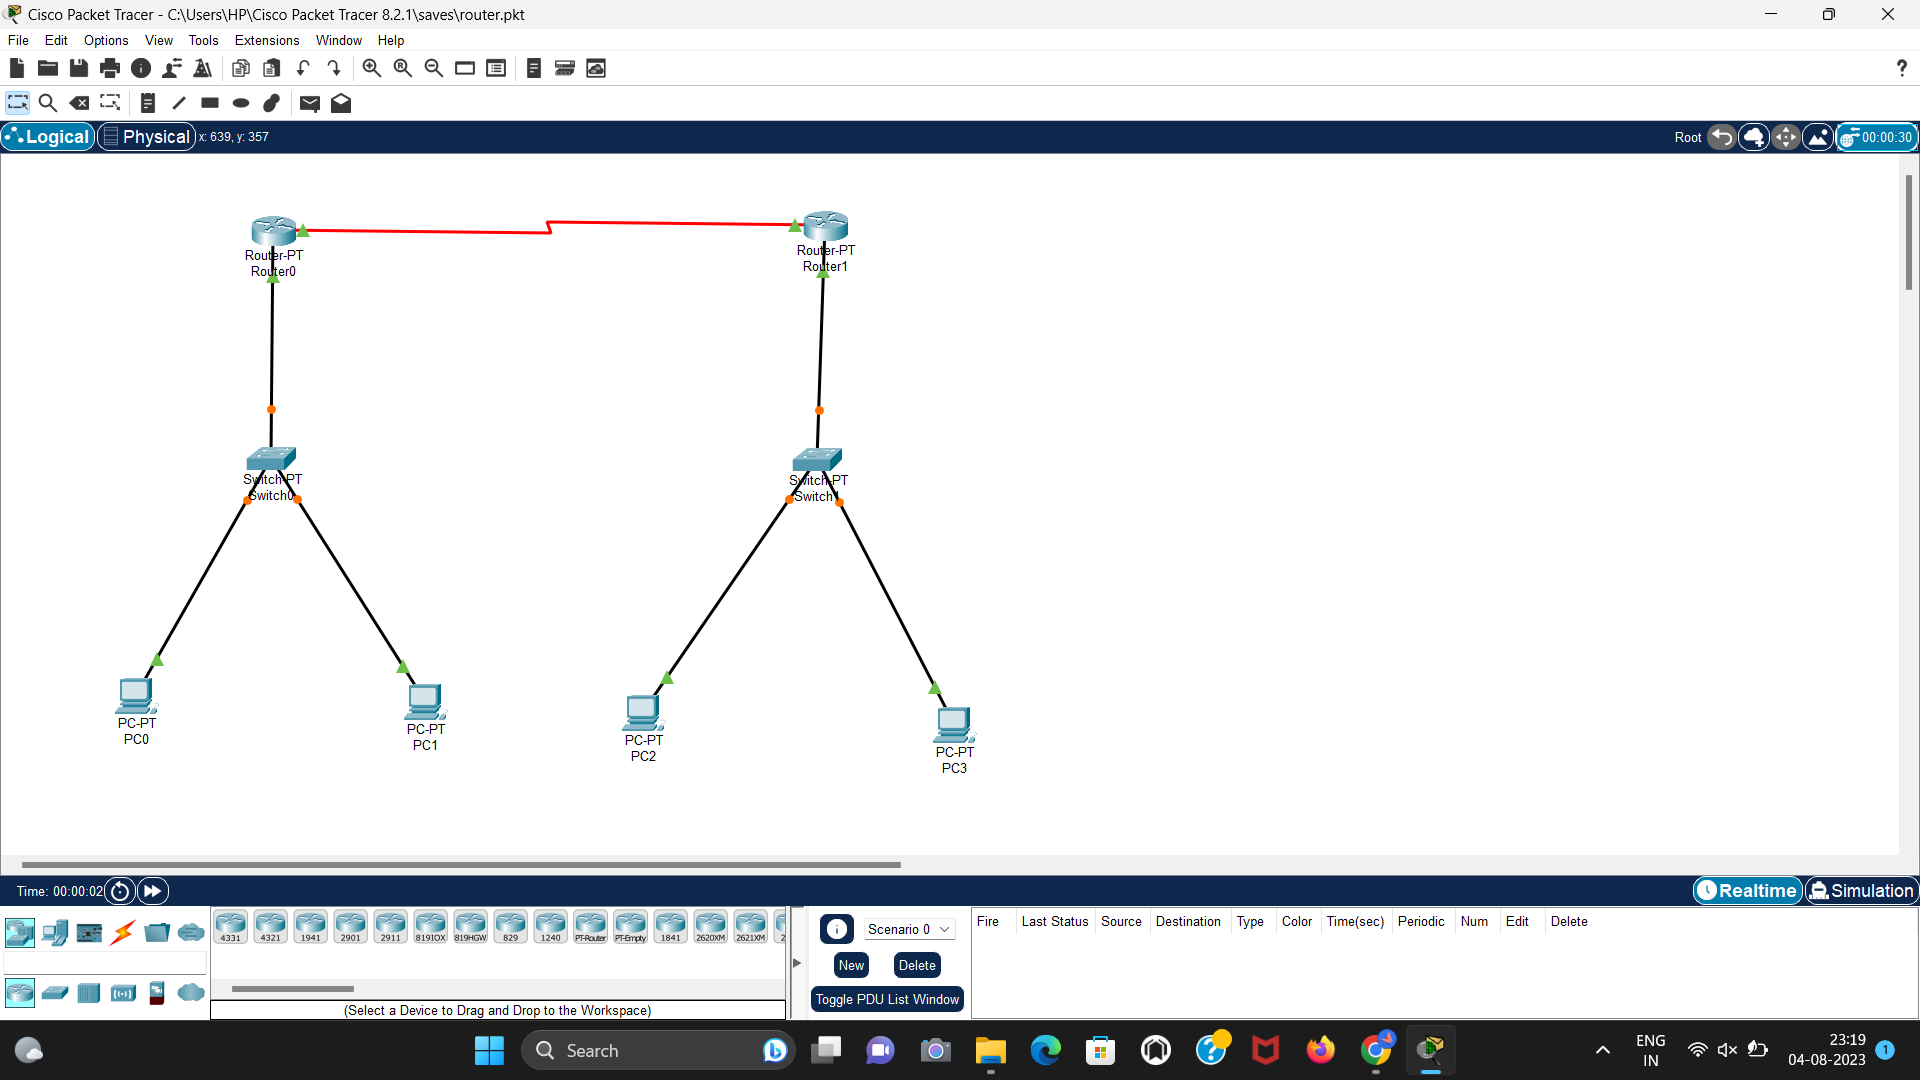 Cisco Packet Tracer - C:\Users\HP\Cisco Packet Tracer 8.2.1\saves\router.pkt
File Edit Options View Tools Extensions Window Help
?
Logical Physical x: 639, y: 357 Root 00:00:30
Router-PT
Router0
Router-PT
Router1
Switch-PT
Switch0
Switch-PT
Switch1
PC-PT
PC0
PC-PT
PC1
PC-PT
PC2
PC-PT
PC3
Time: 00:00:02 Realtime Simulation
4331 4321 1941 2901 2911 819IOX 819HGW 829 1240 PT-Router PT-Empty 1841 2620XM 2621XM 2
(Select a Device to Drag and Drop to the Workspace)
Scenario 0
New Delete
Toggle PDU List Window
Fire Last Status Source Destination Type Color Time(sec) Periodic Num Edit Delete
Search
ENG
IN
23:19
04-08-2023
1